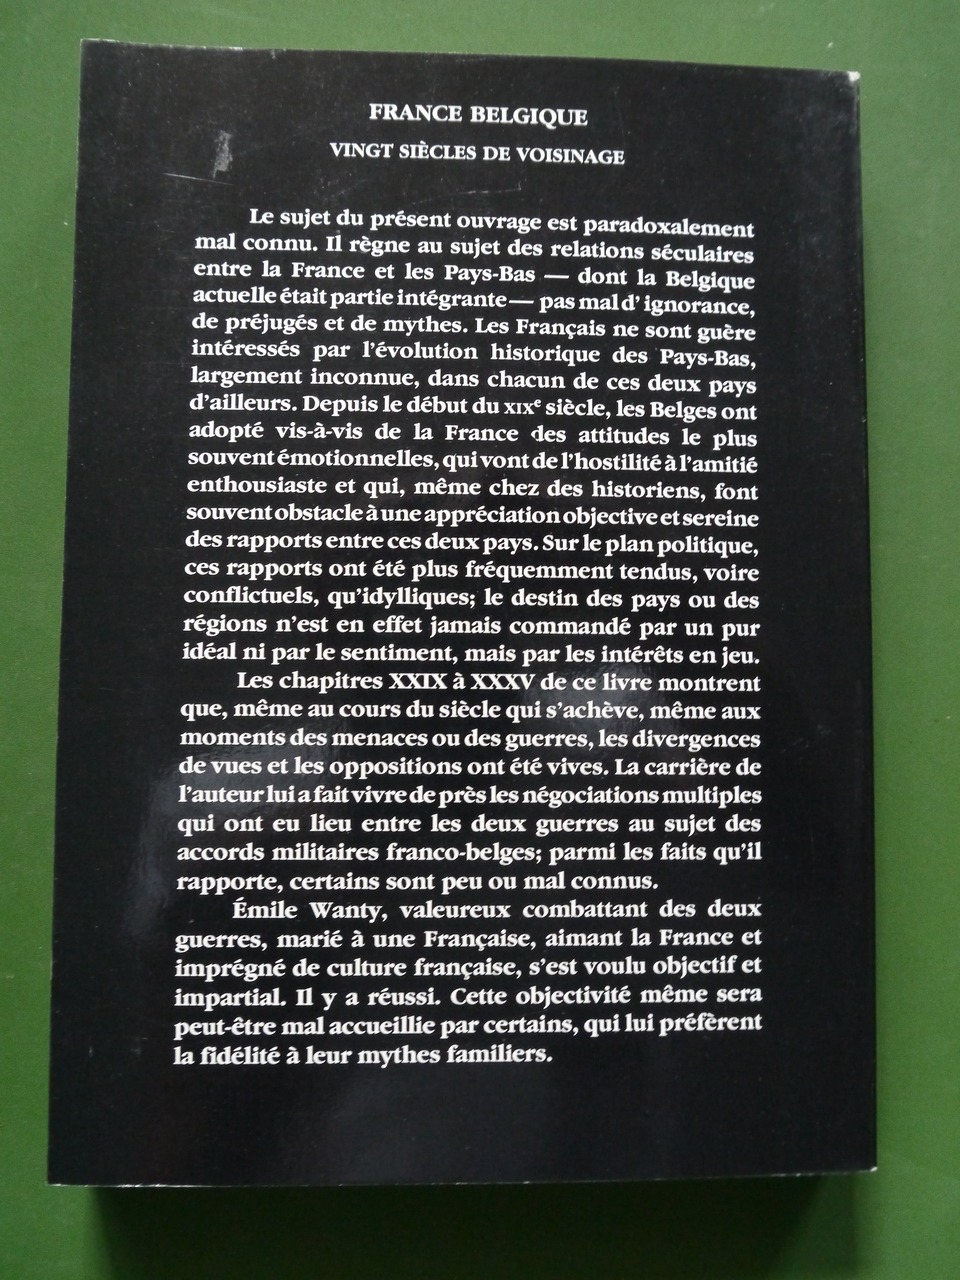 FRANCE BELGIQUE
VINGT SIÈCLES DE VOISINAGE
Le sujet du présent ouvrage est paradoxalement
mal connu. Il règne au sujet des relations séculaires
entre la France et les Pays-Bas — dont la Belgique
actuelle était partie intégrante — pas mal d' ignorance,
de préjugés et de mythes. Les Français ne sont guère
intéressés par l'évolution historique des Pays-Bas,
largement inconnue, dans chacun de ces deux pays
d'ailleurs. Depuis le début du XIXe siècle, les Belges ont
adopté vis-à-vis de la France des attitudes le plus
souvent émotionnelles, qui vont de l'hostilité à l'amitié
enthousiaste et qui, même chez des historiens, font
souvent obstacle à une appréciation objective et sereine
des rapports entre ces deux pays. Sur le plan politique,
ces rapports ont été plus fréquemment tendus, voire
conflictuels, qu'idylliques; le destin des pays ou des
régions n'est en effet jamais commandé par un pur
idéal ni par le sentiment, mais par les intérêts en jeu.
Les chapitres XXIX à XXXV de ce livre montrent
que, même au cours du siècle qui s'achève, même aux
moments des menaces ou des guerres, les divergences
de vues et les oppositions ont été vives. La carrière de
l'auteur lui a fait vivre de près les négociations multiples
qui ont eu lieu entre les deux guerres au sujet des
accords militaires franco-belges; parmi les faits qu'il
rapporte, certains sont peu ou mal connus.
Émile Wanty, valeureux combattant des deux
guerres, marié à une Française, aimant la France et
imprégné de culture française, s'est voulu objectif et
impartial. Il y a réussi. Cette objectivité même sera
peut-être mal accueillie par certains, qui lui préfèrent
la fidélité à leur mythes familiers.